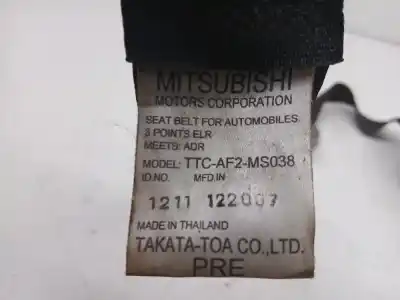 MITSUBISHI
MOTORS CORPORATION
SEAT BELT FOR AUTOMOBILES
3 POINTS ELR
MEETS: ADR
MODEL: TTC-AF2-MS038
ID.NO. MFD.IN
1211 122007
MADE IN THAILAND
TAKATA-TOA CO.,LTD.
PRE